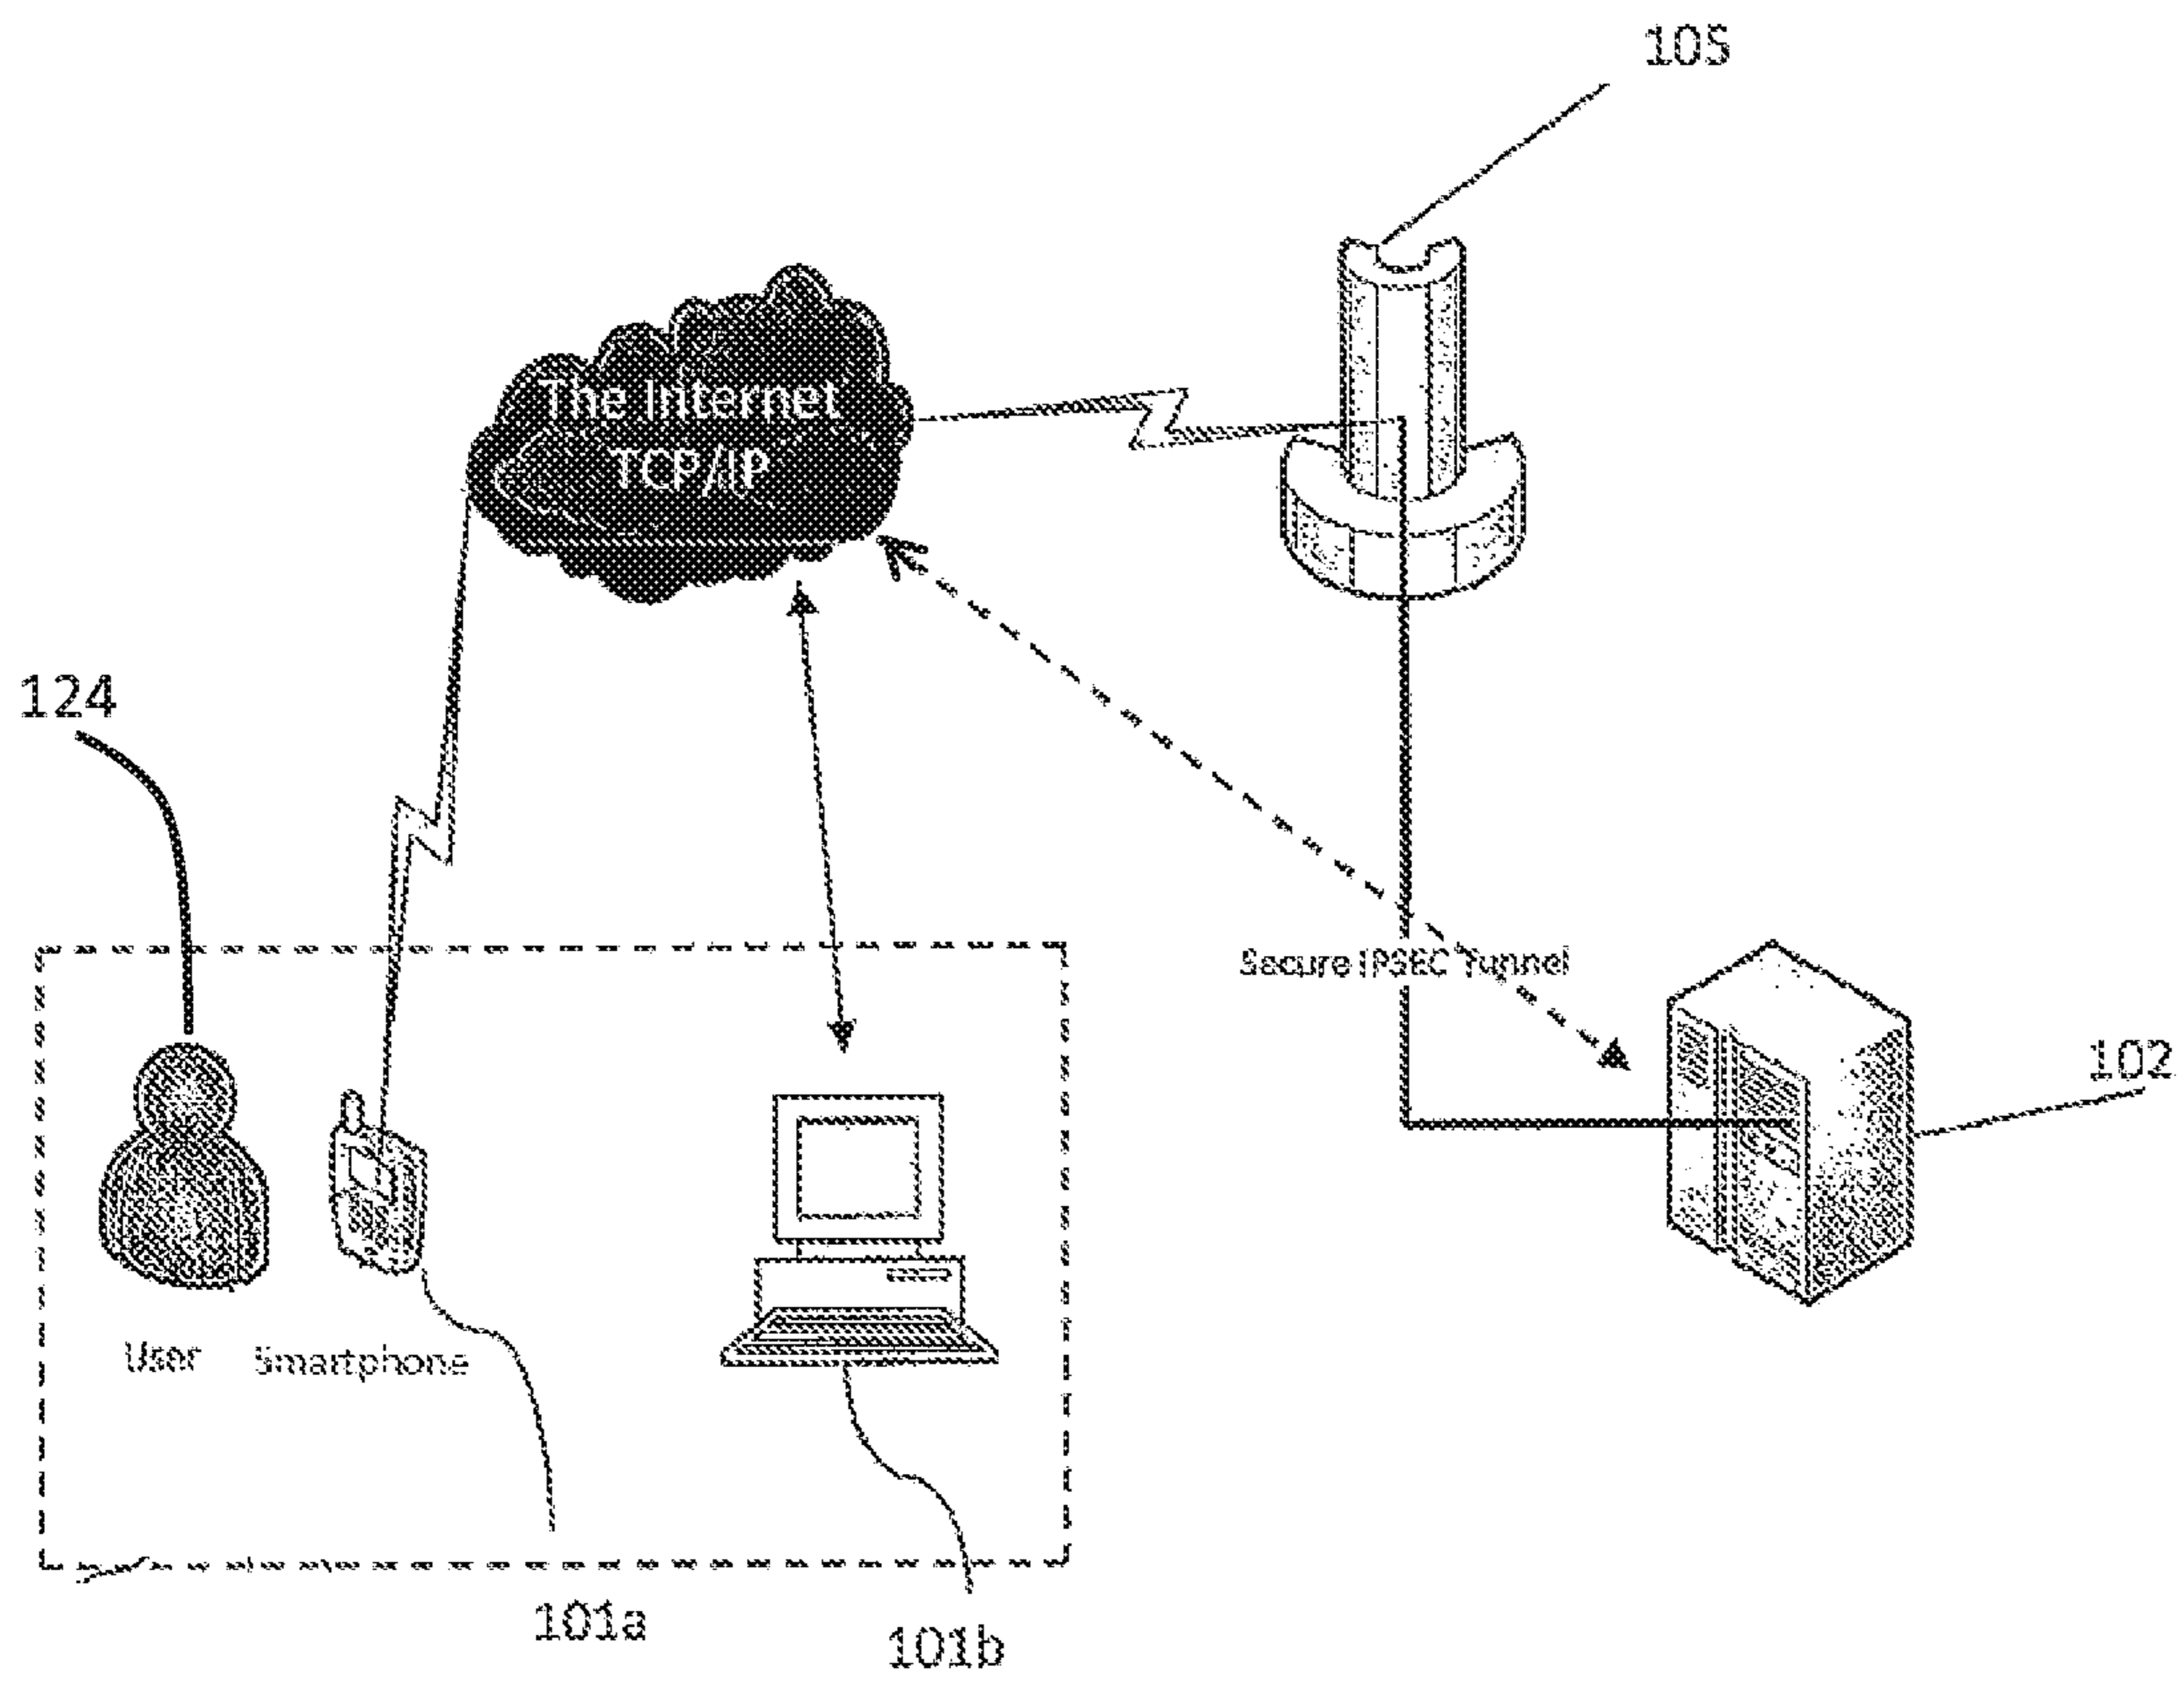 105
The Internet
TCP/IP
124
Secure IPSEC Tunnel
102
User
Smartphone
101a
101b